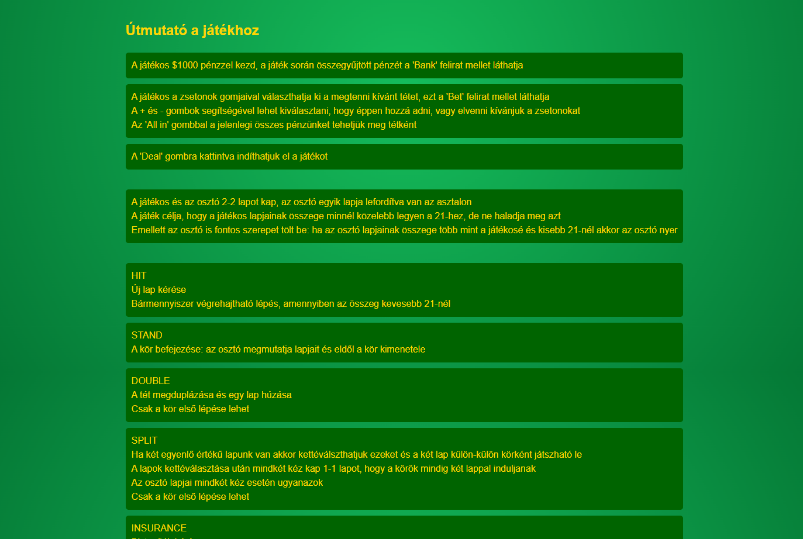 Útmutató a játékhoz
A játékos $1000 pénzzel kezd, a játék során összegyűjtött pénzét a 'Bank' felirat mellet láthatja
A játékos a zsetonok gomjaival választhatja ki a megtenni kívánt tétet, ezt a 'Bet' felirat mellet láthatja
A + és - gombok segítségével lehet kiválasztani, hogy éppen hozzá adni, vagy elvenni kívánjuk a zsetonokat
Az 'All in' gombbal a jelenlegi összes pénzünket tehetjük meg tétként
A 'Deal' gombra kattintva indíthatjuk el a játékot
A játékos és az osztó 2-2 lapot kap, az osztó egyik lapja lefordítva van az asztalon
A játék célja, hogy a játékos lapjainak összege minnél közelebb legyen a 21-hez, de ne haladja meg azt
Emellett az osztó is fontos szerepet tölt be: ha az osztó lapjainak összege több mint a játékosé és kisebb 21-nél akkor az osztó nyer
HIT
Új lap kérése
Bármennyiszer végrehajtható lépés, amennyiben az összeg kevesebb 21-nél
STAND
A kör befejezése: az osztó megmutatja lapjait és eldől a kör kimenetele
DOUBLE
A tét megduplázása és egy lap húzása
Csak a kör első lépése lehet
SPLIT
Ha két egyenlő értékű lapunk van akkor kettéválszthatjuk ezeket és a két lap külön-külön körként játszható le
A lapok kettéválasztása után mindkét kéz kap 1-1 lapot, hogy a körök mindig két lappal induljanak
Az osztó lapjai mindkét kéz esetén ugyanazok
Csak a kör első lépése lehet
INSURANCE